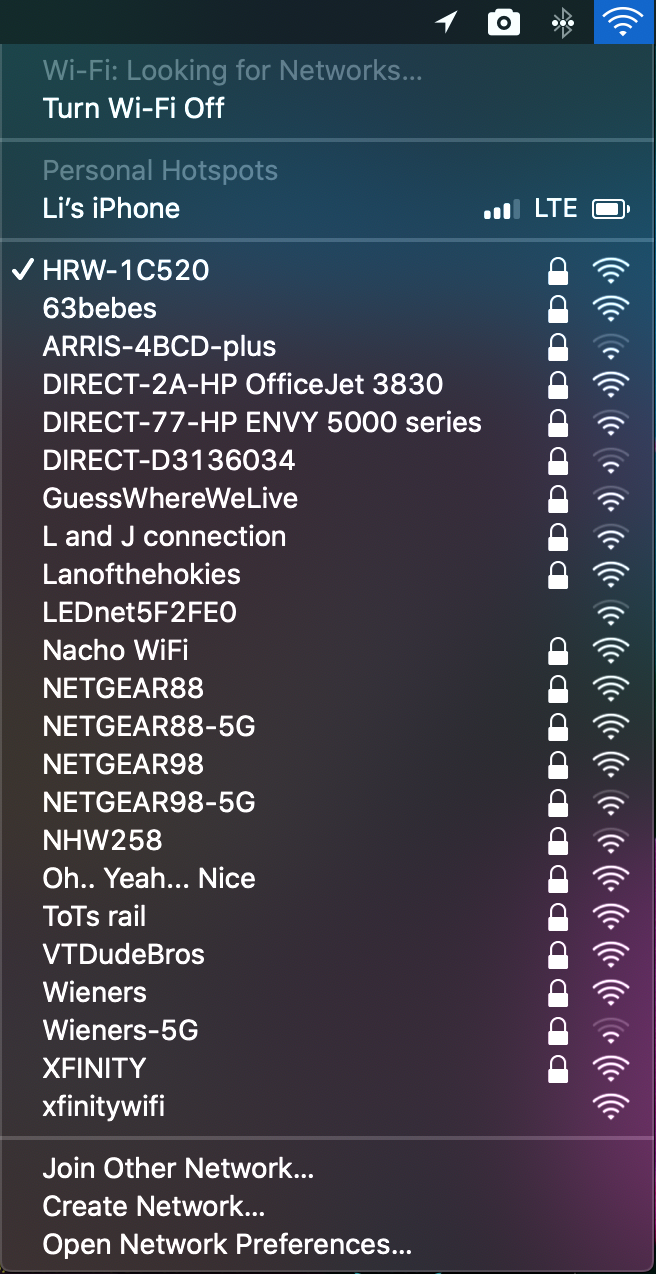 Wi-Fi: Looking for Networks...
Turn Wi-Fi Off
Personal Hotspots
Li's iPhone LTE
HRW-1C520
63bebes
ARRIS-4BCD-plus
DIRECT-2A-HP OfficeJet 3830
DIRECT-77-HP ENVY 5000 series
DIRECT-D3136034
GuessWhereWeLive
L and J connection
Lanofthehokies
LEDnet5F2FE0
Nacho WiFi
NETGEAR88
NETGEAR88-5G
NETGEAR98
NETGEAR98-5G
NHW258
Oh.. Yeah... Nice
ToTs rail
VTDudeBros
Wieners
Wieners-5G
XFINITY
xfinitywifi
Join Other Network...
Create Network...
Open Network Preferences...